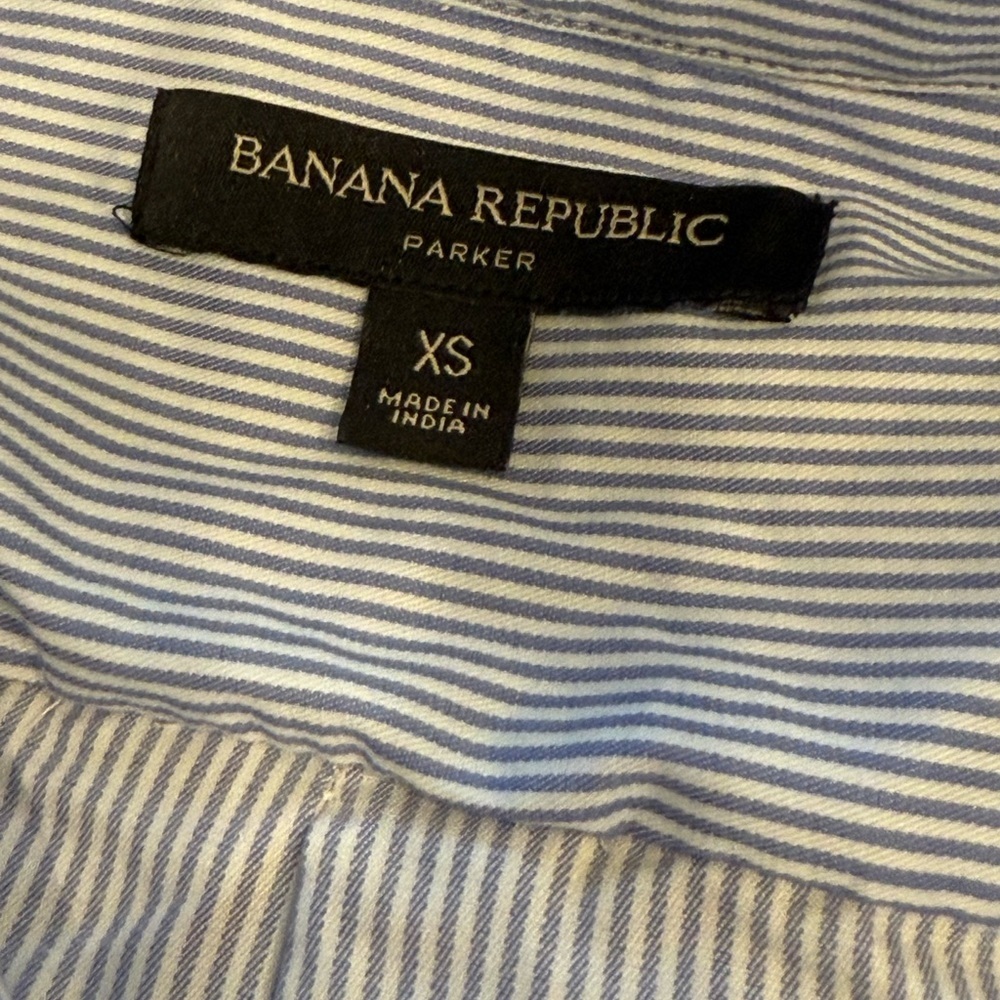 BANANA REPUBLIC
PARKER
XS
MADE IN
INDIA